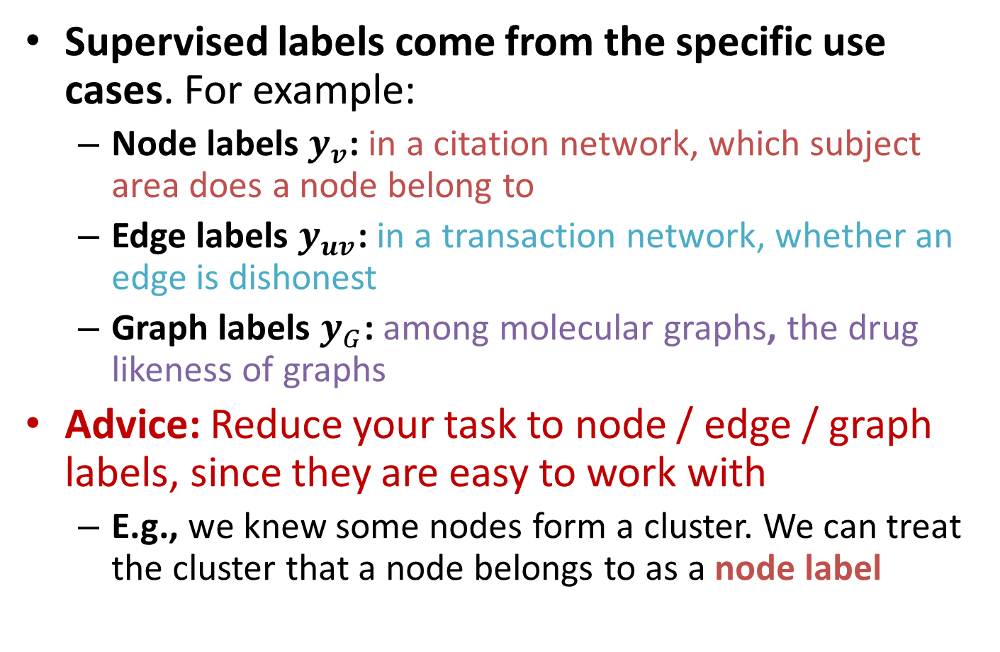 • Supervised labels come from the specific use
cases. For example:
– Node labels y_v: in a citation network, which subject
area does a node belong to
– Edge labels y_uv: in a transaction network, whether an
edge is dishonest
– Graph labels y_G: among molecular graphs, the drug
likeness of graphs
• Advice: Reduce your task to node / edge / graph
labels, since they are easy to work with
– E.g., we knew some nodes form a cluster. We can treat
the cluster that a node belongs to as a node label